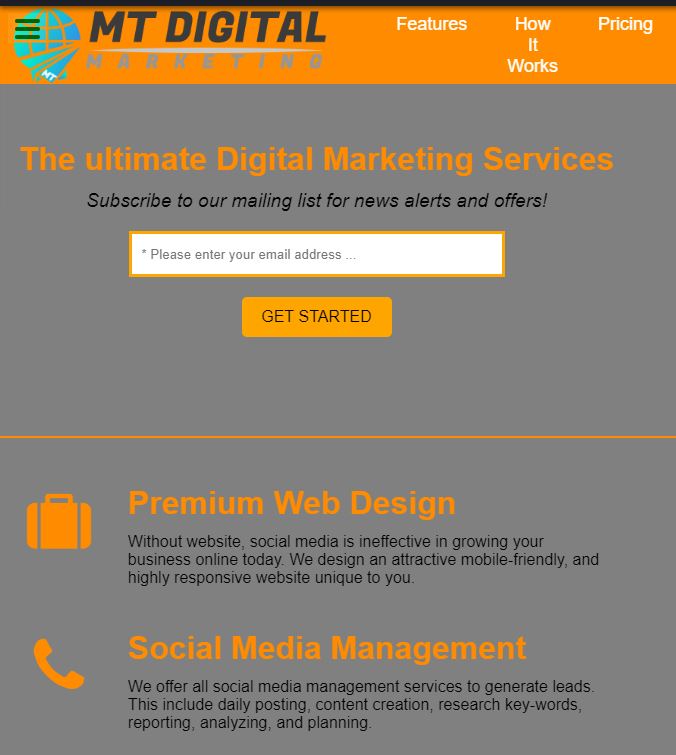 MT DIGITAL
MARKETING
MT
Features
How
It
Works
Pricing
The ultimate Digital Marketing Services
Subscribe to our mailing list for news alerts and offers!
* Please enter your email address ...
GET STARTED
Premium Web Design
Without website, social media is ineffective in growing your
business online today. We design an attractive mobile-friendly, and
highly responsive website unique to you.
Social Media Management
We offer all social media management services to generate leads.
This include daily posting, content creation, research key-words,
reporting, analyzing, and planning.